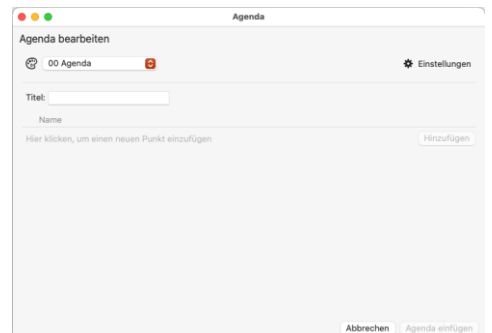 Agenda
Agenda bearbeiten
00 Agenda
Einstellungen
Titel:
Name
Hier klicken, um einen neuen Punkt einzufügen
Hinzufügen
Abbrechen
Agenda einfügen